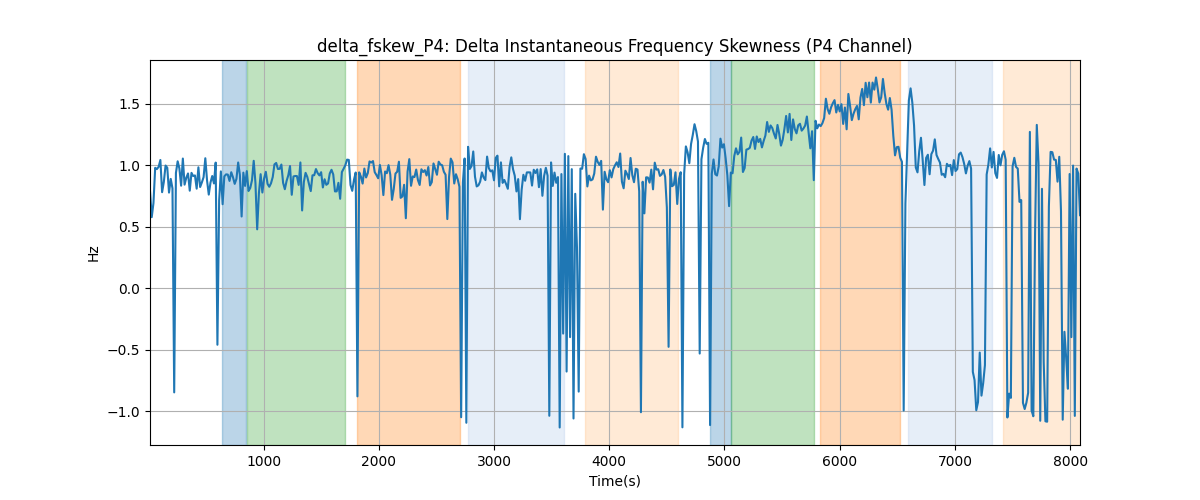 delta_fskew_P4: Delta Instantaneous Frequency Skewness (P4 Channel)
1.5
1.0
0.5
0.0
−0.5
−1.0
Hz
1000 2000 3000 4000 5000 6000 7000 8000
Time(s)